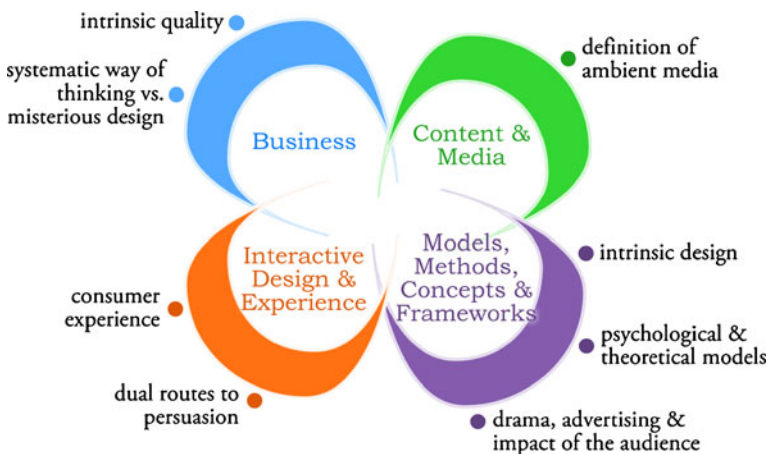 intrinsic quality
systematic way of
thinking vs.
misterious design
Business
definition of
ambient media
Content &
Media
Interactive
Design &
Experience
consumer
experience
dual routes to
persuasion
Models,
Methods,
Concepts &
Frameworks
intrinsic design
psychological &
theoretical models
drama, advertising &
impact of the audience